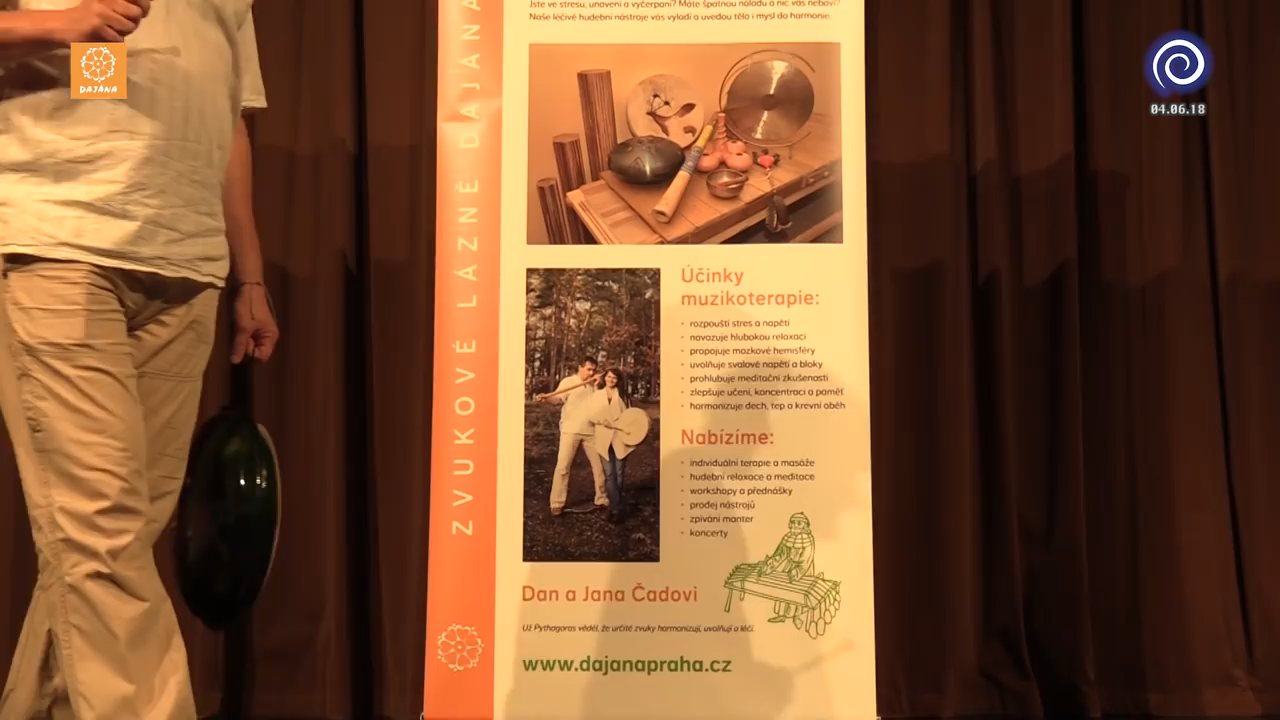 DAJÁNA
04.06.18
ZVUKOVÉ LÁZNĚ DAJÁNA
Jste ve stresu, unavení a vyčerpaní? Máte špatnou náladu a nic vás nebaví?
Naše léčivé hudební nástroje vás vyladí a uvedou tělo i mysl do harmonie.
Účinky
muzikoterapie:
• rozpouští stres a napětí
• navozuje hlubokou relaxaci
• propojuje mozkové hemisféry
• uvolňuje svalové napětí a bloky
• prohlubuje meditační zkušenosti
• zlepšuje učení, koncentraci a paměť
• harmonizuje dech, tep a krevní oběh
Nabízíme:
• individuální terapie a masáže
• hudební relaxace a meditace
• workshopy a přednášky
• prodej nástrojů
• zpívání manter
• koncerty
Dan a Jana Čadovi
Už Pythagoras věděl, že určité zvuky harmonizují, uvolňují a léčí.
www.dajanapraha.cz